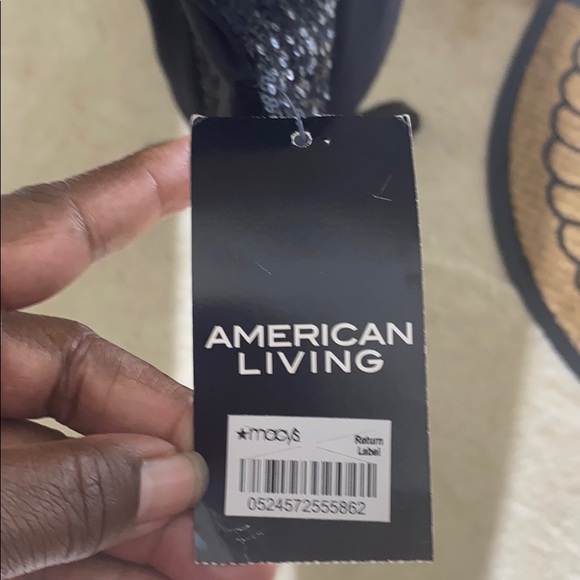 AMERICAN
LIVING
★macy's
Return
Label
0524572555862